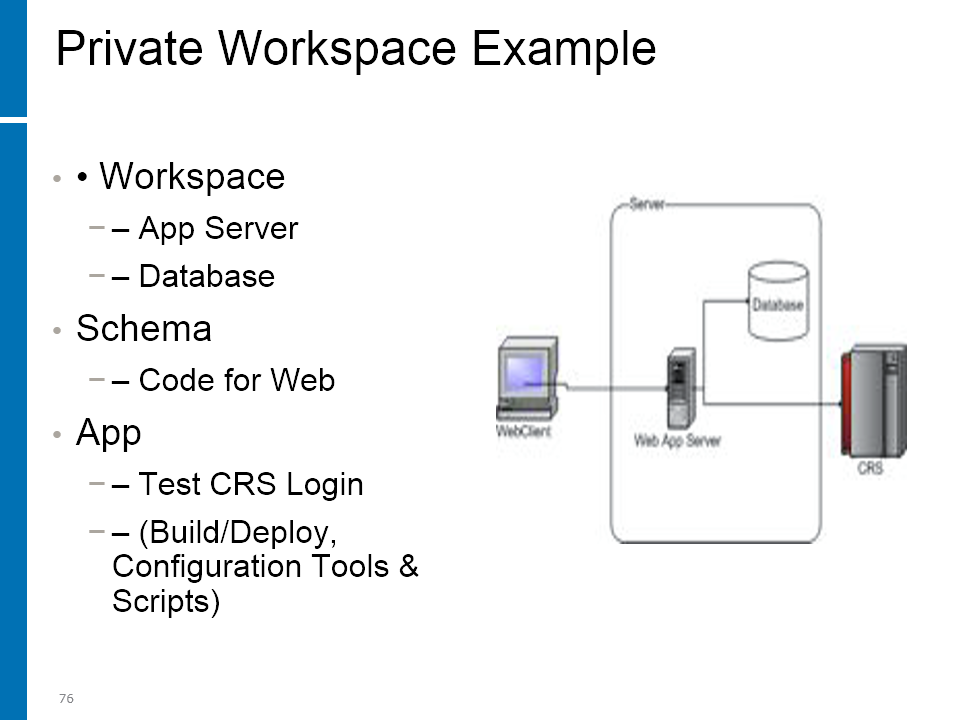 Private Workspace Example
• • Workspace
– – App Server
– – Database
• Schema
– – Code for Web
• App
– – Test CRS Login
– – (Build/Deploy,
Configuration Tools &
Scripts)
Server
Database
WebClient
Web App Server
CRS
76